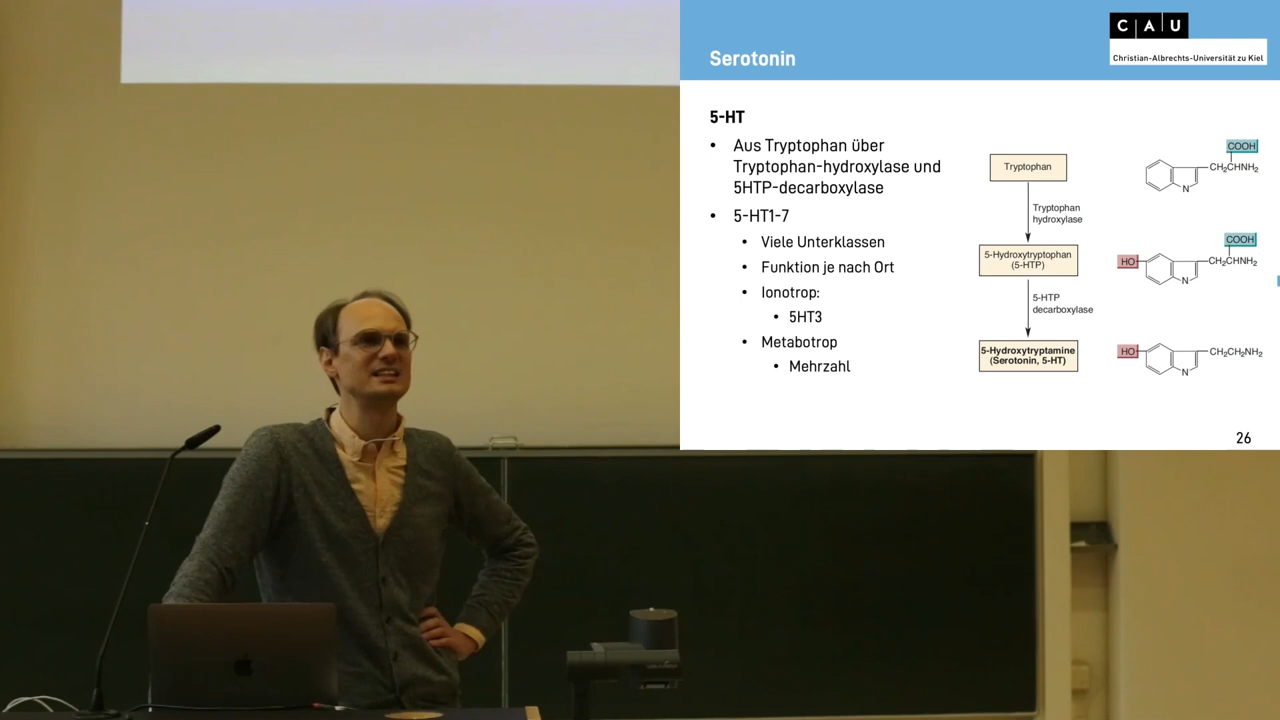 Serotonin
C A U
Christian-Albrechts-Universität zu Kiel
5-HT
• Aus Tryptophan über
Tryptophan-hydroxylase und
5HTP-decarboxylase
• 5-HT1-7
• Viele Unterklassen
• Funktion je nach Ort
• Ionotrop:
• 5HT3
• Metabotrop
• Mehrzahl
Tryptophan
Tryptophan
hydroxylase
5-Hydroxytryptophan
(5-HTP)
5-HTP
decarboxylase
5-Hydroxytryptamine
(Serotonin, 5-HT)
COOH
CH₂CHNH₂
N
COOH
HO
CH₂CHNH₂
N
HO
CH₂CH₂NH₂
N
26